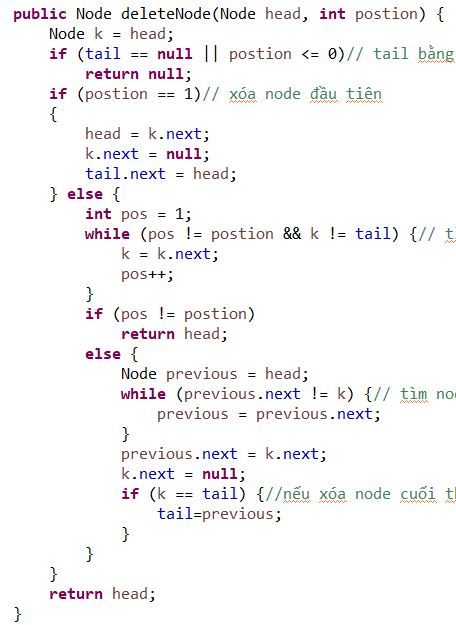 public Node deleteNode(Node head, int postion) {
    Node k = head;
    if (tail == null || postion <= 0)// tail bằng
        return null;
    if (postion == 1)// xóa node đầu tiên
    {
        head = k.next;
        k.next = null;
        tail.next = head;
    } else {
        int pos = 1;
        while (pos != postion && k != tail) {//
            k = k.next;
            pos++;
        }
        if (pos != postion)
            return head;
        else {
            Node previous = head;
            while (previous.next != k) {// tìm
                previous = previous.next;
            }
            previous.next = k.next;
            k.next = null;
            if (k == tail) {//nếu xóa node cuối
                tail=previous;
            }
        }
    }
    return head;
}